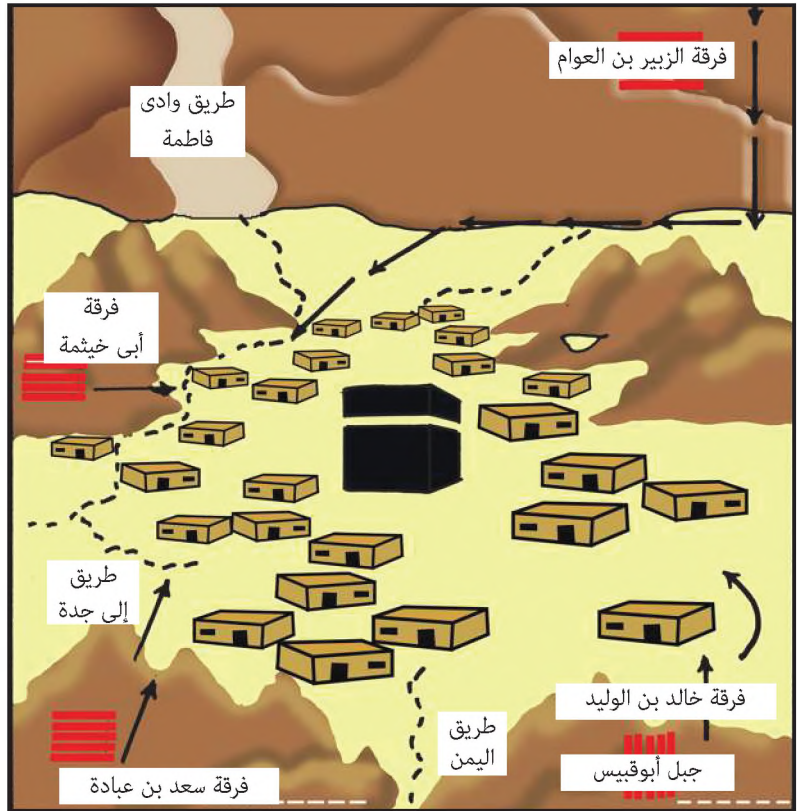 فرقة الزبير بن العوام
طريق وادى
فاطمة
فرقة
أبى خيثمة
طريق
إلى جدة
فرقة خالد بن الوليد
طريق
اليمن
جبل أبوقبيس
فرقة سعد بن عبادة